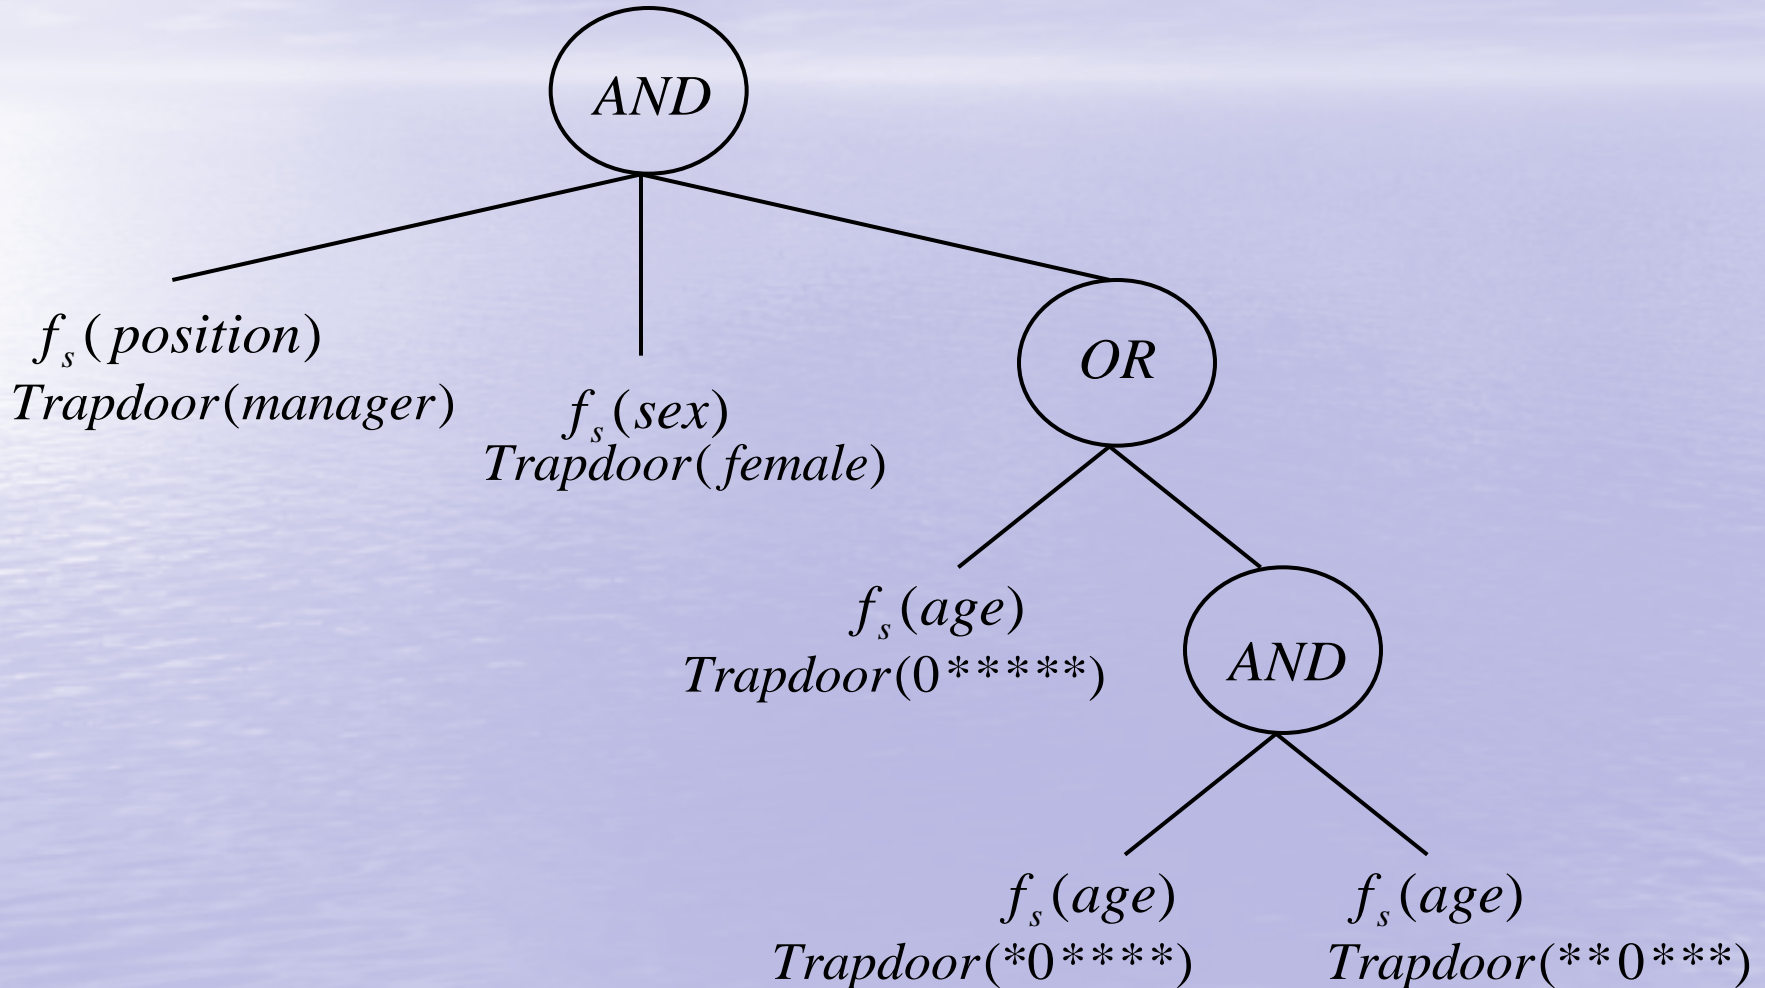 AND
f_s(position)
Trapdoor(manager)
f_s(sex)
Trapdoor(female)
OR
f_s(age)
Trapdoor(0*****)
AND
f_s(age)
Trapdoor(*0****)
f_s(age)
Trapdoor(**0***)